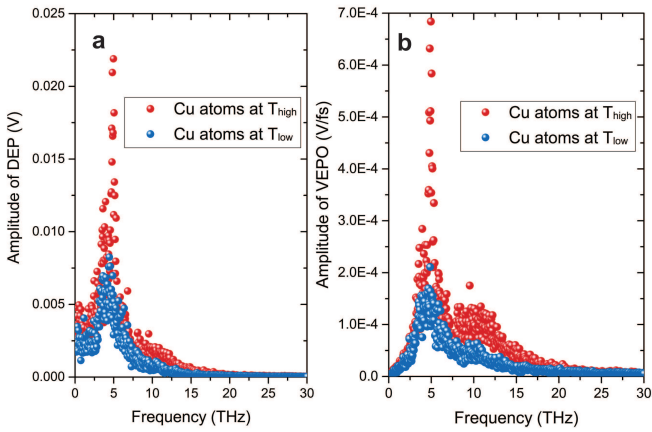 a
Cu atoms at Thigh
Cu atoms at Tlow
0.025
0.020
0.015
0.010
0.005
0.000
Amplitude of DEP (V)
0 5 10 15 20 25 30
Frequency (THz)
b
Cu atoms at Thigh
Cu atoms at Tlow
7.0E-4
6.0E-4
5.0E-4
4.0E-4
3.0E-4
2.0E-4
1.0E-4
0.0
Amplitude of VEPO (V/fs)
0 5 10 15 20 25 30
Frequency (THz)